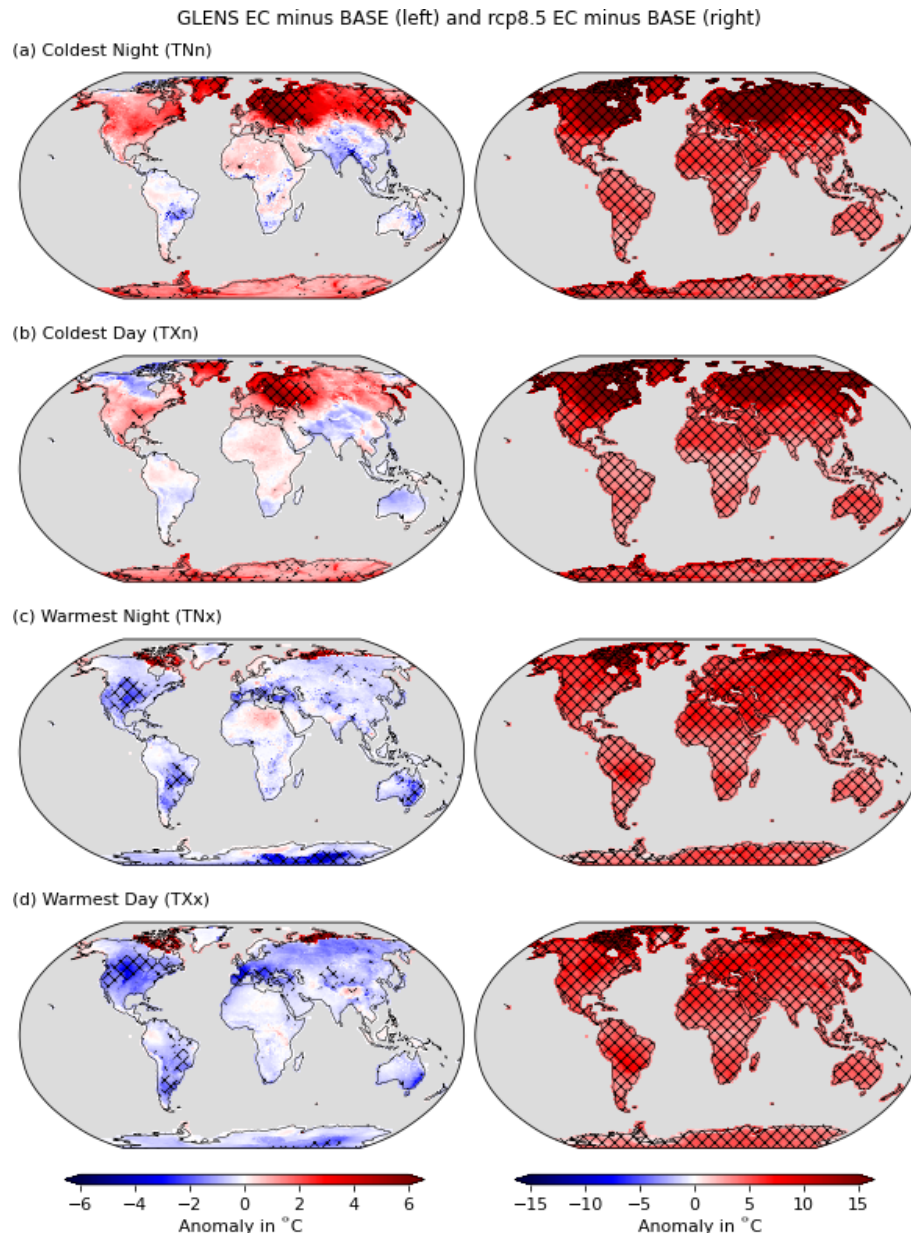 GLENS EC minus BASE (left) and rcp8.5 EC minus BASE (right)
(a) Coldest Night (TNn)
(b) Coldest Day (TXn)
(c) Warmest Night (TNx)
(d) Warmest Day (TXx)
−6 −4 −2 0 2 4 6
Anomaly in °C
−15 −10 −5 0 5 10 15
Anomaly in °C